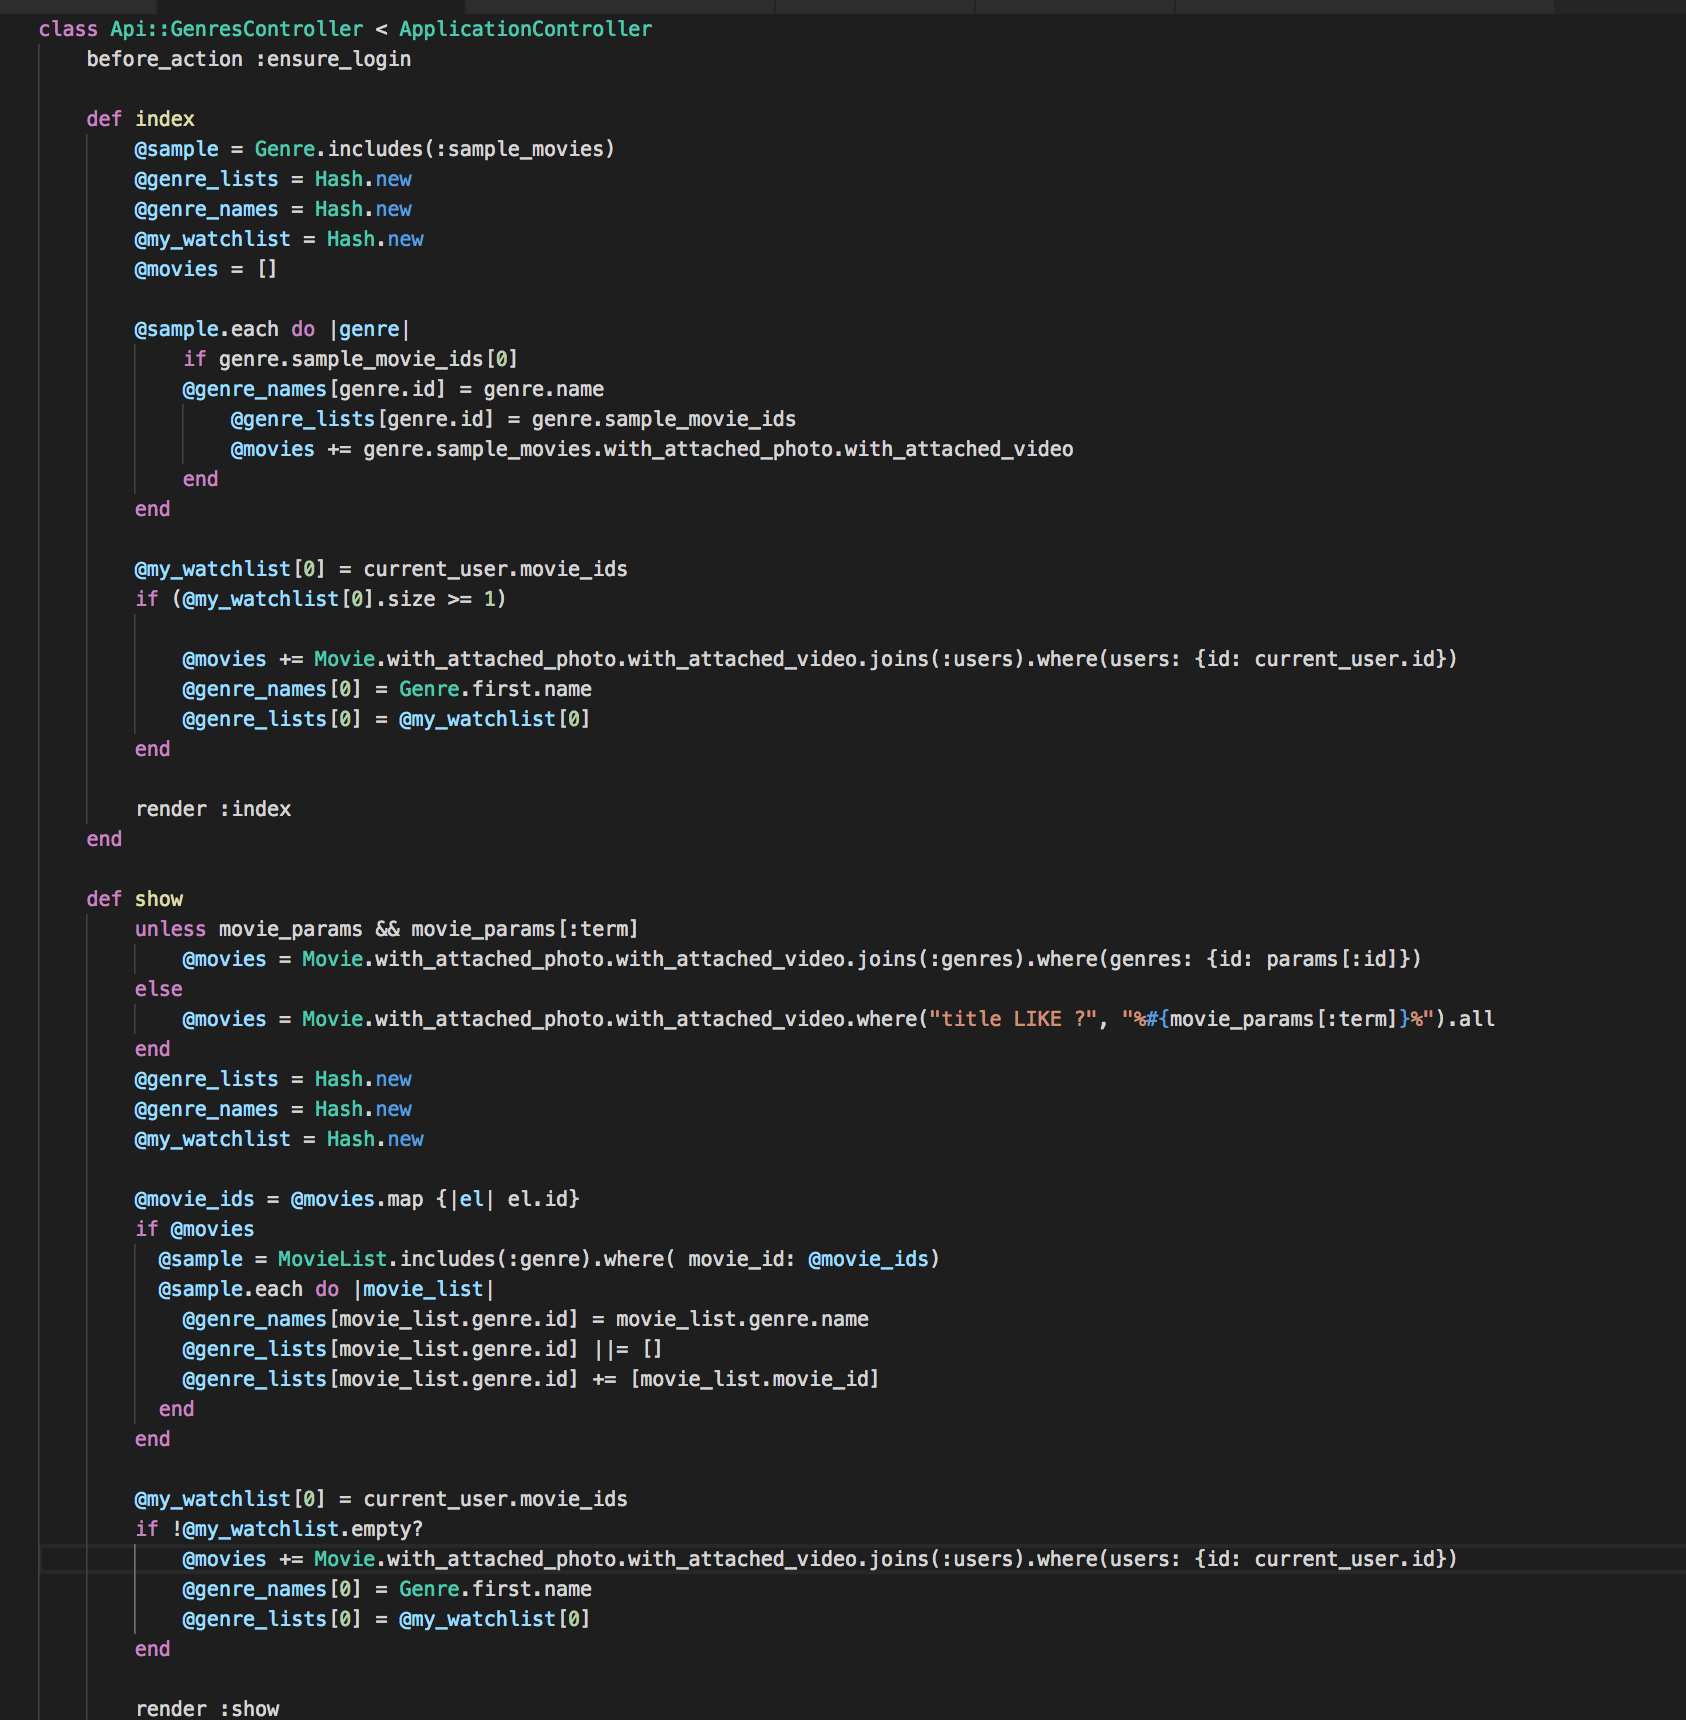 class Api::GenresController < ApplicationController
    before_action :ensure_login

    def index
        @sample = Genre.includes(:sample_movies)
        @genre_lists = Hash.new
        @genre_names = Hash.new
        @my_watchlist = Hash.new
        @movies = []

        @sample.each do |genre|
            if genre.sample_movie_ids[0]
            @genre_names[genre.id] = genre.name
                @genre_lists[genre.id] = genre.sample_movie_ids
                @movies += genre.sample_movies.with_attached_photo.with_attached_video
            end
        end

        @my_watchlist[0] = current_user.movie_ids
        if (@my_watchlist[0].size >= 1)

            @movies += Movie.with_attached_photo.with_attached_video.joins(:users).where(users: {id: current_user.id})
            @genre_names[0] = Genre.first.name
            @genre_lists[0] = @my_watchlist[0]
        end

        render :index
    end

    def show
        unless movie_params && movie_params[:term]
            @movies = Movie.with_attached_photo.with_attached_video.joins(:genres).where(genres: {id: params[:id]})
        else
            @movies = Movie.with_attached_photo.with_attached_video.where("title LIKE ?", "%#{movie_params[:term]}%").all
        end
        @genre_lists = Hash.new
        @genre_names = Hash.new
        @my_watchlist = Hash.new

        @movie_ids = @movies.map {|el| el.id}
        if @movies
          @sample = MovieList.includes(:genre).where( movie_id: @movie_ids)
          @sample.each do |movie_list|
            @genre_names[movie_list.genre.id] = movie_list.genre.name
            @genre_lists[movie_list.genre.id] ||= []
            @genre_lists[movie_list.genre.id] += [movie_list.movie_id]
          end
        end

        @my_watchlist[0] = current_user.movie_ids
        if !@my_watchlist.empty?
            @movies += Movie.with_attached_photo.with_attached_video.joins(:users).where(users: {id: current_user.id})
            @genre_names[0] = Genre.first.name
            @genre_lists[0] = @my_watchlist[0]
        end

        render :show